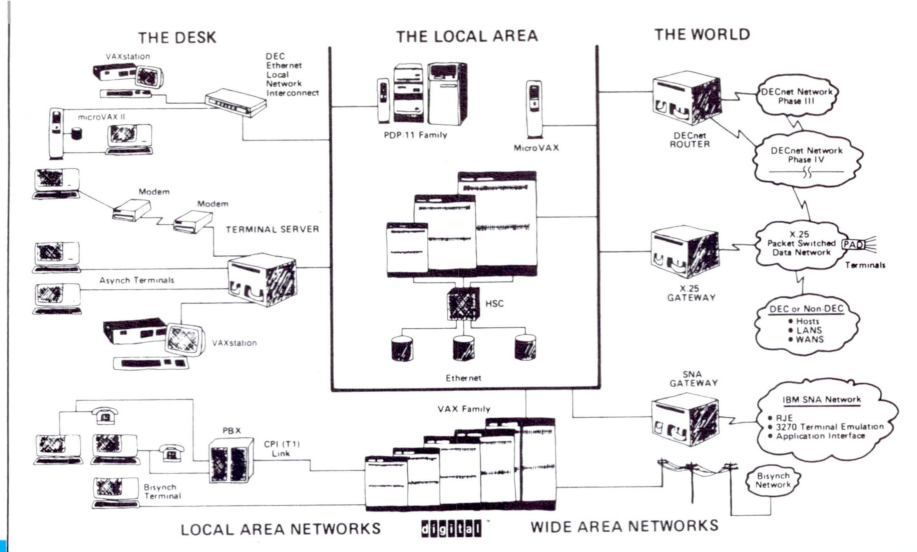 THE DESK
THE LOCAL AREA
THE WORLD
VAXstation
DEC
Ethernet
Local
Network
Interconnect
microVAX II
PDP-11 Family
MicroVAX
DECnet
ROUTER
DECnet Network
Phase III
DECnet Network
Phase IV
Modem
Modem
TERMINAL SERVER
Asynch Terminals
VAXstation
HSC
Ethernet
X.25
GATEWAY
X.25
Packet Switched
Data Network
PAD
Terminals
DEC or Non-DEC
• Hosts
• LANS
• WANS
SNA
GATEWAY
IBM SNA Network
• RJE
• 3270 Terminal Emulation
• Application Interface
VAX Family
PBX
CPI (T1)
Link
Bisynch
Terminal
Bisynch
Network
LOCAL AREA NETWORKS
digital™
WIDE AREA NETWORKS